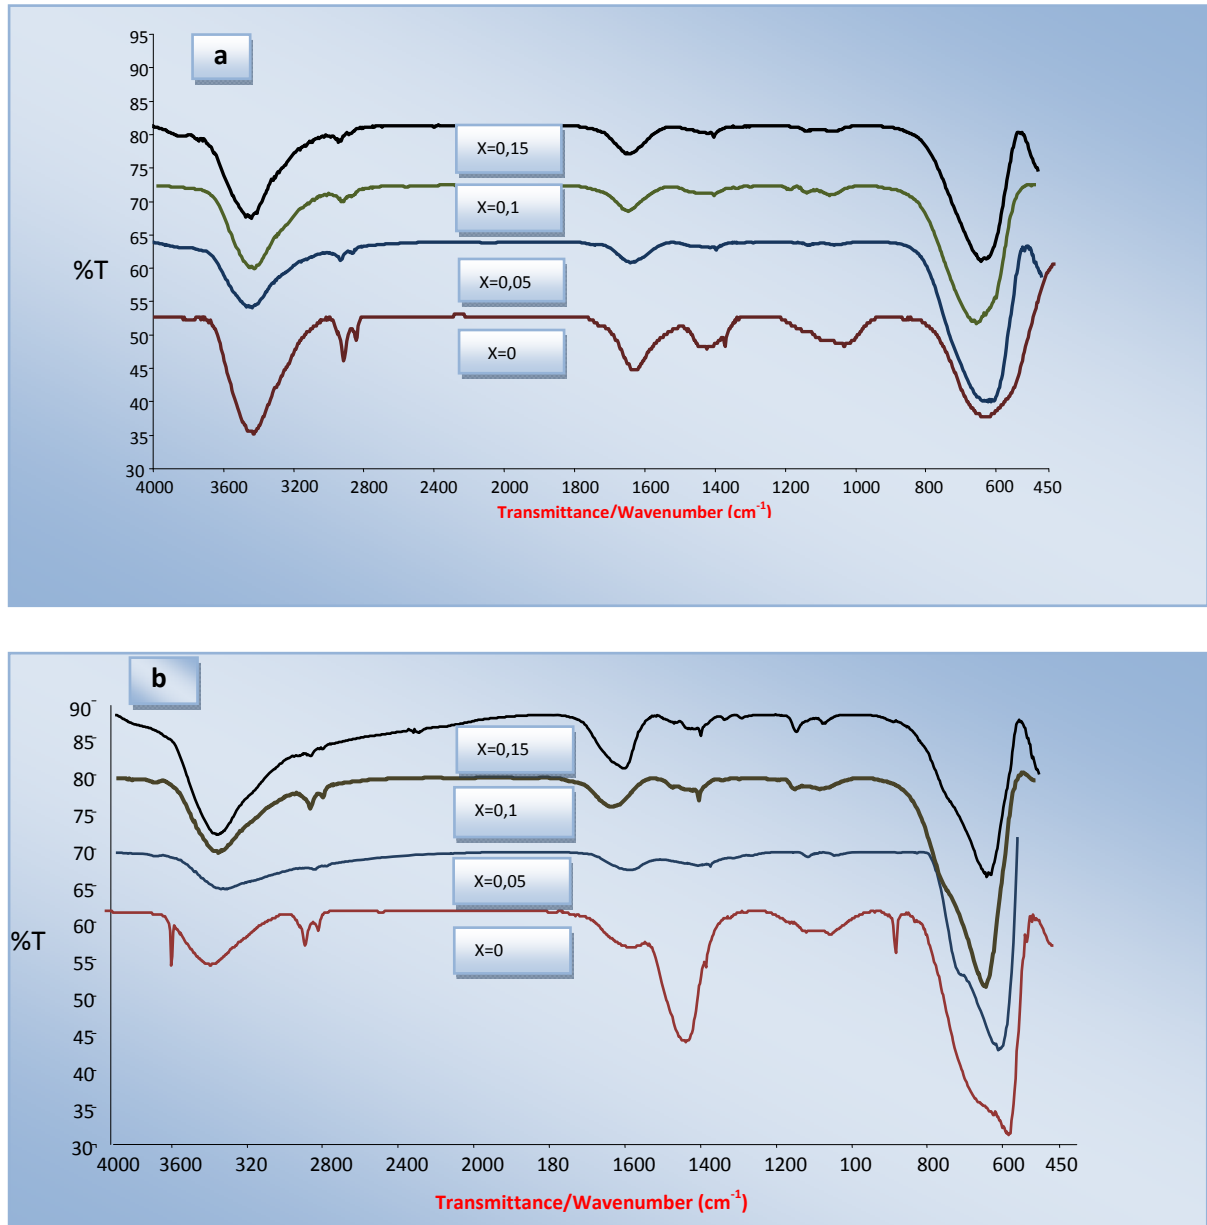 a
95
90
85
80
75
70
65
60
55
50
45
40
35
30
%T
X=0,15
X=0,1
X=0,05
X=0
4000 3600 3200 2800 2400 2000 1800 1600 1400 1200 1000 800 600 450
Transmittance/Wavenumber (cm-1)
b
90
85
80
75
70
65
60
55
50
45
40
35
30
%T
X=0,15
X=0,1
X=0,05
X=0
4000 3600 3200 2800 2400 2000 180 1600 1400 1200 100 800 600 450
Transmittance/Wavenumber (cm-1)